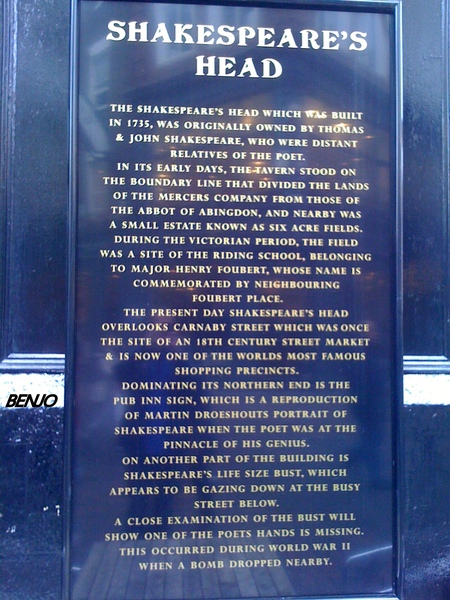 SHAKESPEARE'S
HEAD
THE SHAKESPEARE'S HEAD WHICH WAS BUILT
IN 1735, WAS ORIGINALLY OWNED BY THOMAS
& JOHN SHAKESPEARE, WHO WERE DISTANT
RELATIVES OF THE POET.
IN ITS EARLY DAYS, THE TAVERN STOOD ON
THE BOUNDARY LINE THAT DIVIDED THE LANDS
OF THE MERCERS COMPANY FROM THOSE OF
THE ABBOT OF ABINGDON, AND NEARBY WAS
A SMALL ESTATE KNOWN AS SIX ACRE FIELDS.
DURING THE VICTORIAN PERIOD, THE FIELD
WAS A SITE OF THE RIDING SCHOOL, BELONGING
TO MAJOR HENRY FOUBERT, WHOSE NAME IS
COMMEMORATED BY NEIGHBOURING
FOUBERT PLACE.
THE PRESENT DAY SHAKESPEARE'S HEAD
OVERLOOKS CARNABY STREET WHICH WAS ONCE
THE SITE OF AN 18TH CENTURY STREET MARKET
& IS NOW ONE OF THE WORLDS MOST FAMOUS
SHOPPING PRECINCTS.
DOMINATING ITS NORTHERN END IS THE
PUB INN SIGN, WHICH IS A REPRODUCTION
OF MARTIN DROESHOUTS PORTRAIT OF
SHAKESPEARE WHEN THE POET WAS AT THE
PINNACLE OF HIS GENIUS.
ON ANOTHER PART OF THE BUILDING IS
SHAKESPEARE'S LIFE SIZE BUST, WHICH
APPEARS TO BE GAZING DOWN AT THE BUSY
STREET BELOW.
A CLOSE EXAMINATION OF THE BUST WILL
SHOW ONE OF THE POETS HANDS IS MISSING.
THIS OCCURRED DURING WORLD WAR II
WHEN A BOMB DROPPED NEARBY.
BENJO